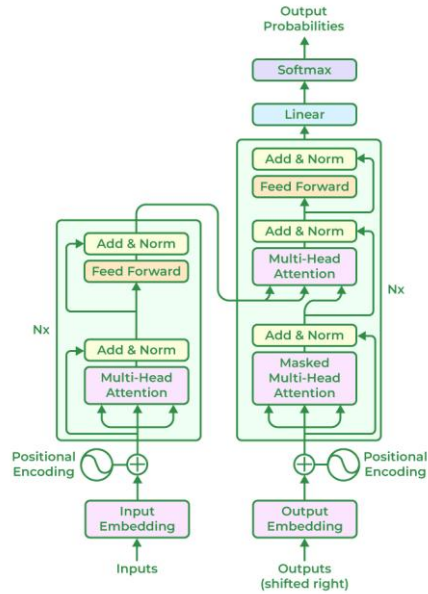 Output
Probabilities
Softmax
Linear
Add & Norm
Feed Forward
Add & Norm
Multi-Head
Attention
Nx
Add & Norm
Masked
Multi-Head
Attention
Positional
Encoding
Output
Embedding
Outputs
(shifted right)
Add & Norm
Feed Forward
Nx
Add & Norm
Multi-Head
Attention
Positional
Encoding
Input
Embedding
Inputs